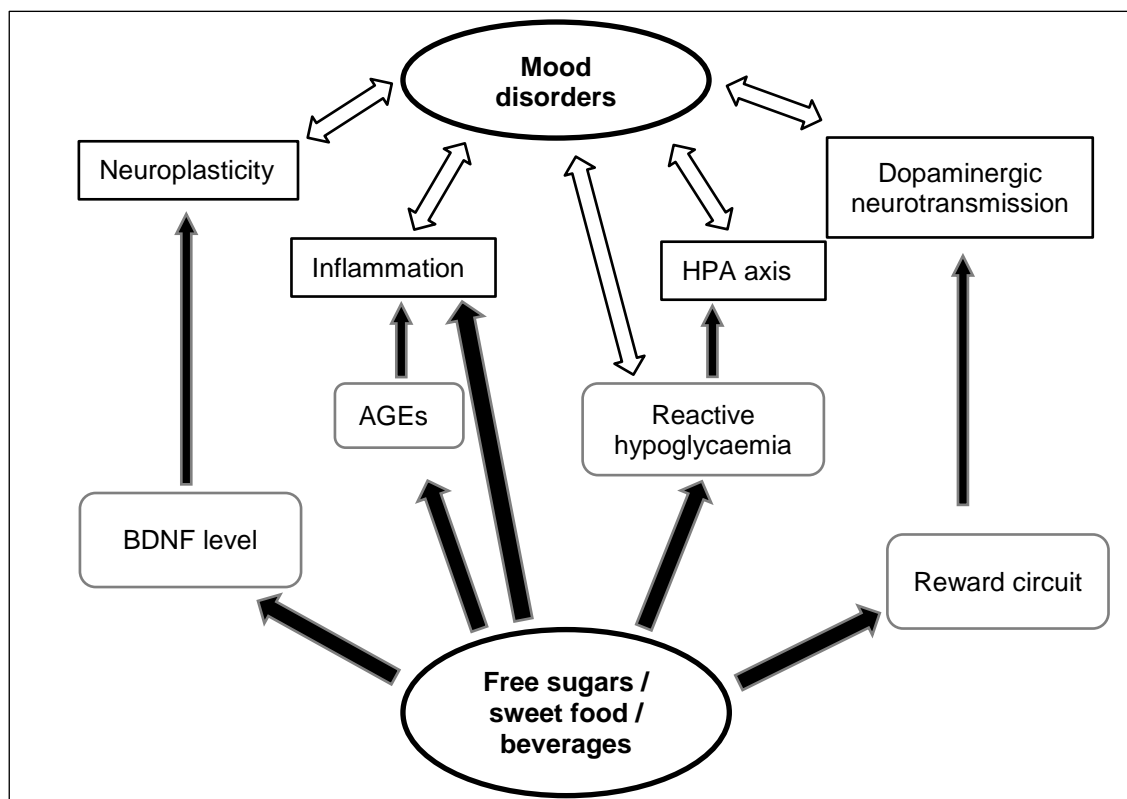 Mood
disorders
Neuroplasticity
Dopaminergic
neurotransmission
Inflammation
HPA axis
AGEs
Reactive
hypoglycaemia
BDNF level
Reward circuit
Free sugars /
sweet food /
beverages